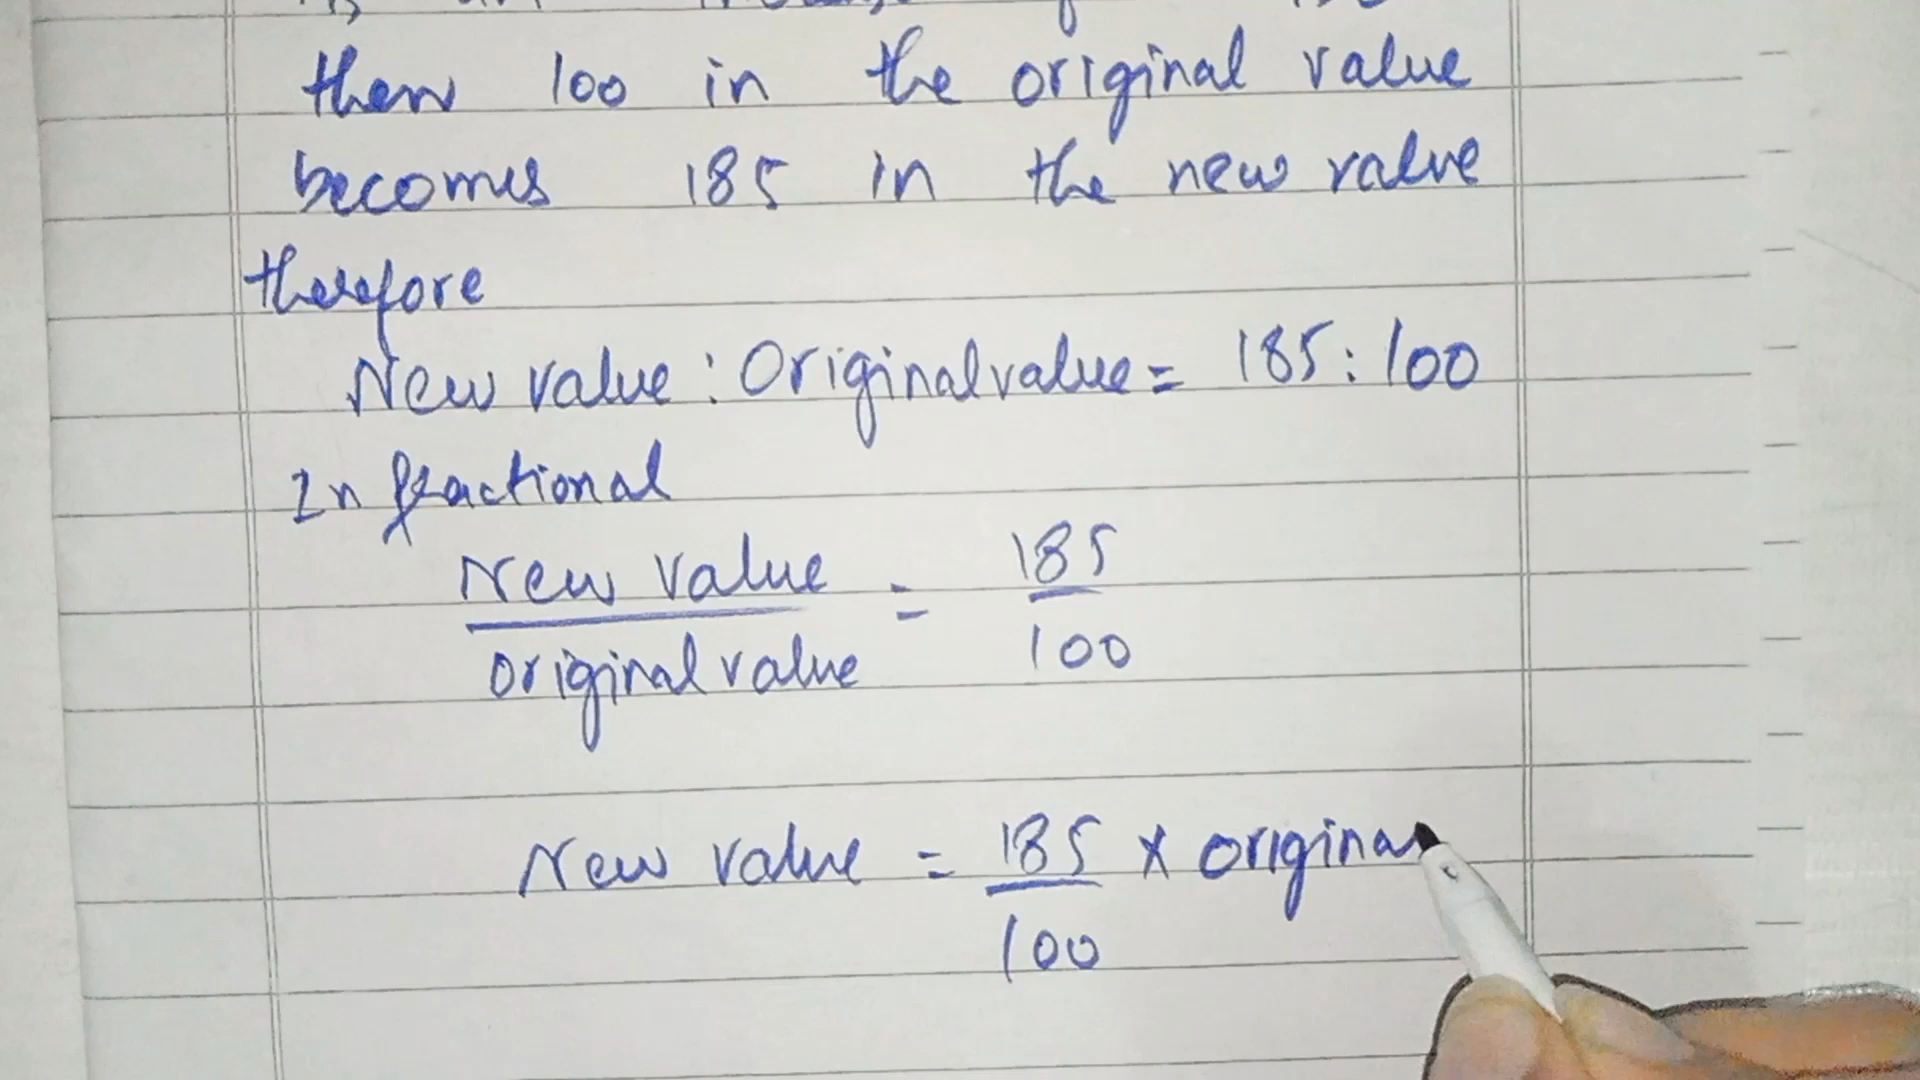 then 100 in the original value
becomes 185 in the new value
therefore
New value : Original value = 185 : 100
In fractional
New value = 185
original value 100
New value = 185 x origina
100